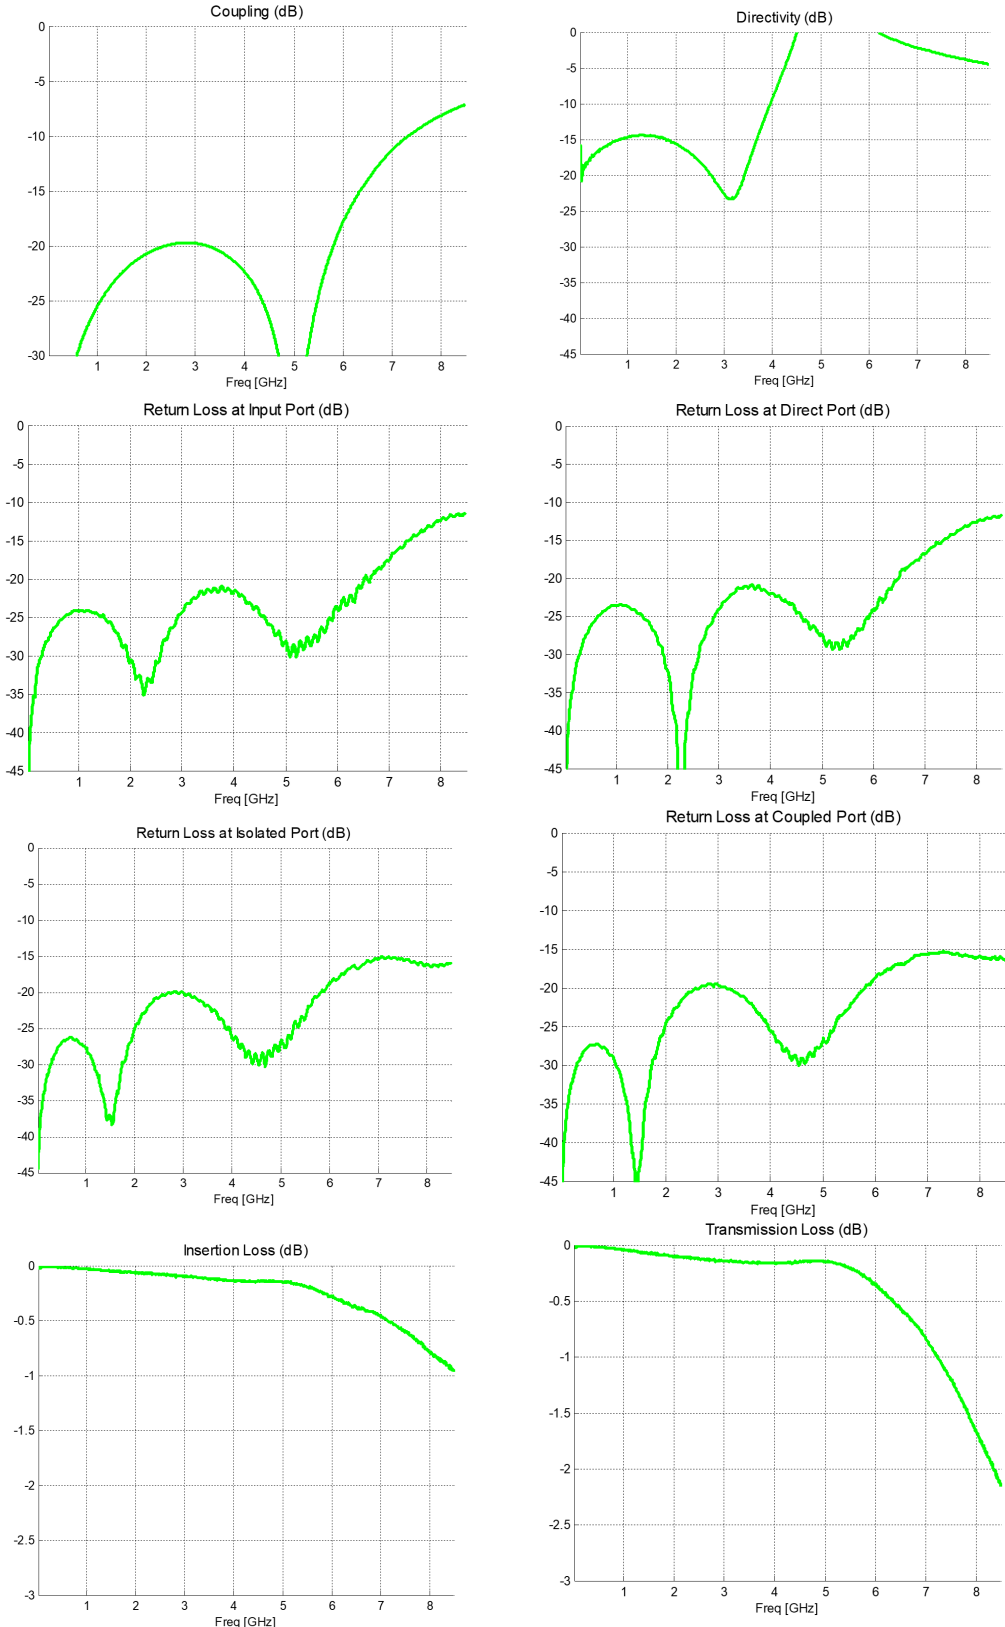 Coupling (dB)
0
-5
-10
-15
-20
-25
-30
1 2 3 4 5 6 7 8
Freq [GHz]
Directivity (dB)
0
-5
-10
-15
-20
-25
-30
-35
-40
-45
1 2 3 4 5 6 7 8
Freq [GHz]
Return Loss at Input Port (dB)
0
-5
-10
-15
-20
-25
-30
-35
-40
-45
1 2 3 4 5 6 7 8
Freq [GHz]
Return Loss at Direct Port (dB)
0
-5
-10
-15
-20
-25
-30
-35
-40
-45
1 2 3 4 5 6 7 8
Freq [GHz]
Return Loss at Isolated Port (dB)
0
-5
-10
-15
-20
-25
-30
-35
-40
-45
1 2 3 4 5 6 7 8
Freq [GHz]
Return Loss at Coupled Port (dB)
0
-5
-10
-15
-20
-25
-30
-35
-40
-45
1 2 3 4 5 6 7 8
Freq [GHz]
Insertion Loss (dB)
0
-0.5
-1
-1.5
-2
-2.5
-3
1 2 3 4 5 6 7 8
Freq [GHz]
Transmission Loss (dB)
0
-0.5
-1
-1.5
-2
-2.5
-3
1 2 3 4 5 6 7 8
Freq [GHz]